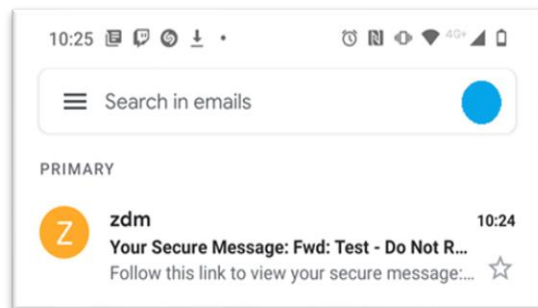 10:25 4G+
Search in emails
PRIMARY
Z
zdm 10:24
Your Secure Message: Fwd: Test - Do Not R...
Follow this link to view your secure message:...